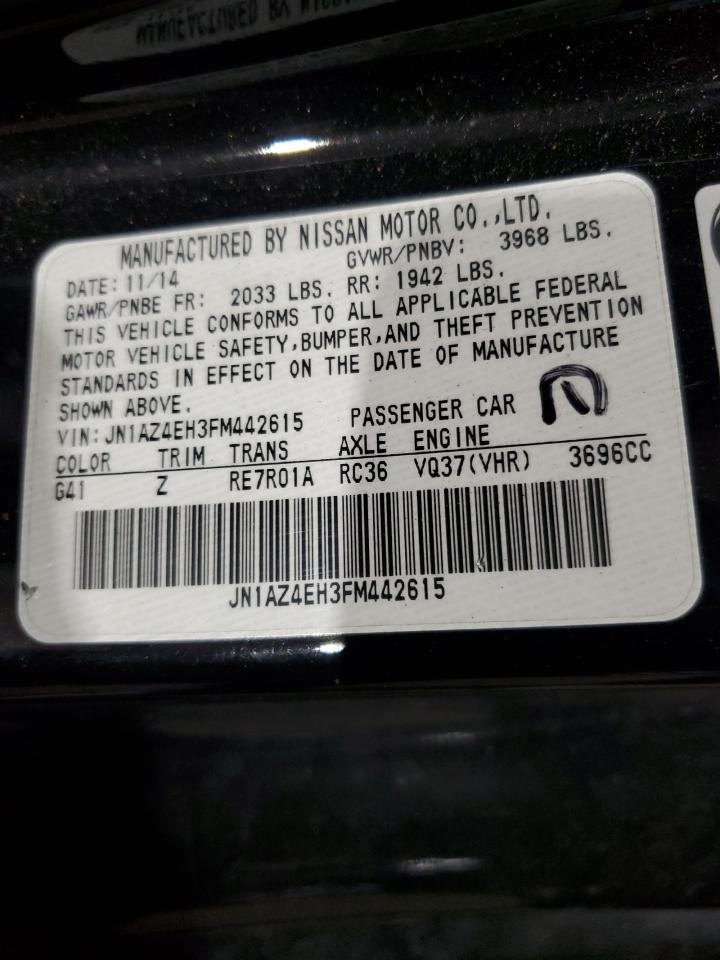 MANUFACTURED BY NISSAN MOTOR CO.,LTD.
DATE: 11/14 GVWR/PNBV: 3968 LBS.
GAWR/PNBE FR: 2033 LBS. RR: 1942 LBS.
THIS VEHICLE CONFORMS TO ALL APPLICABLE FEDERAL
MOTOR VEHICLE SAFETY,BUMPER,AND THEFT PREVENTION
STANDARDS IN EFFECT ON THE DATE OF MANUFACTURE
SHOWN ABOVE.
VIN: JN1AZ4EH3FM442615 PASSENGER CAR
COLOR TRIM TRANS AXLE ENGINE
G41 Z RE7R01A RC36 VQ37(VHR) 3696CC
JN1AZ4EH3FM442615